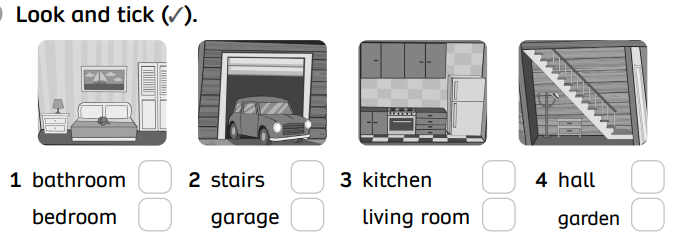 Look and tick (✓).
1 bathroom 2 stairs 3 kitchen 4 hall
bedroom garage living room garden